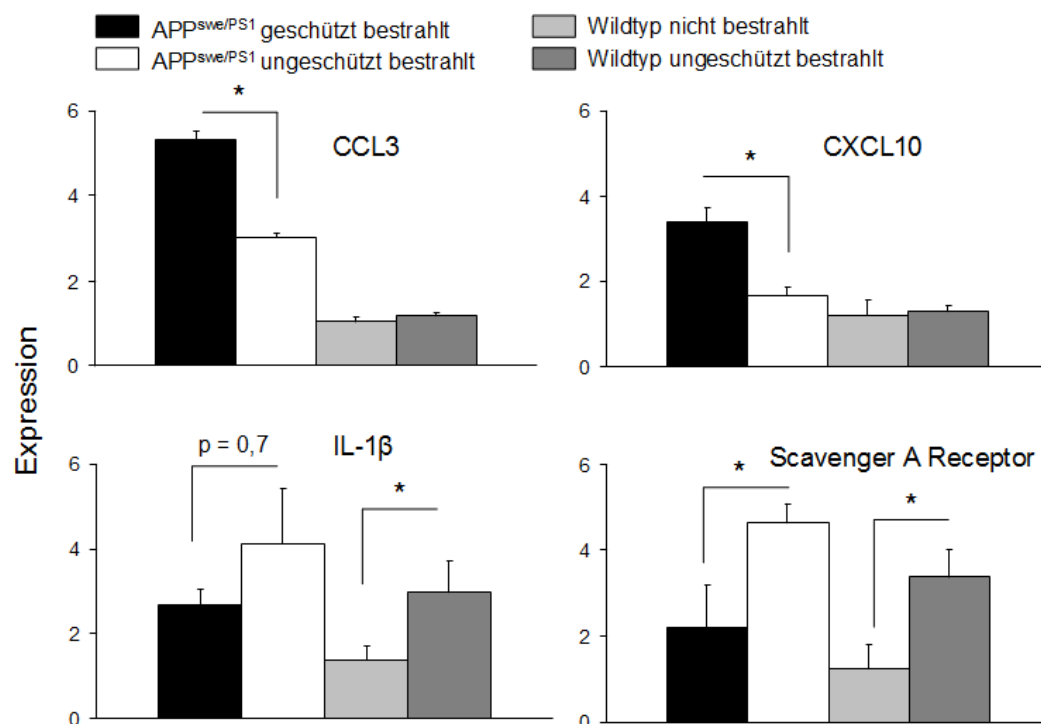 APPswe/PS1 geschützt bestrahlt
Wildtyp nicht bestrahlt
APPswe/PS1 ungeschützt bestrahlt
Wildtyp ungeschützt bestrahlt
Expression
*
CCL3
6
4
2
0
*
CXCL10
6
4
2
0
p = 0,7
IL-1β
*
6
4
2
0
Scavenger A Receptor
*
*
6
4
2
0